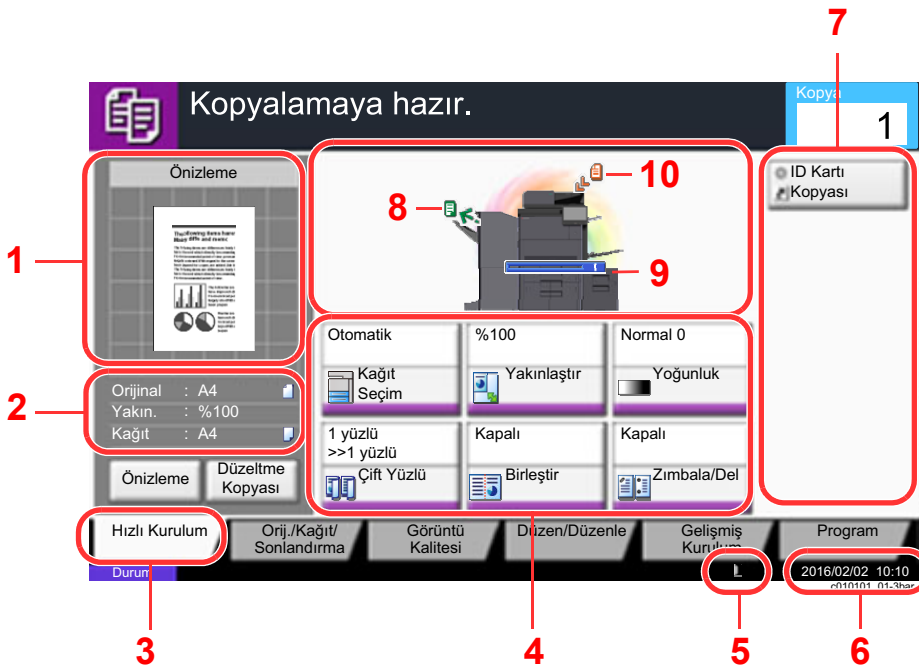 7
Kopyalamaya hazır.
Kopya
1
Önizleme
1
8
10
9
ID Kartı
Kopyası
2
Orijinal : A4
Yakın. : %100
Kağıt : A4
Önizleme
Düzeltme
Kopyası
Otomatik
Kağıt
Seçim
%100
Yakınlaştır
Normal 0
Yoğunluk
1 yüzlü
>>1 yüzlü
Çift Yüzlü
Kapalı
Birleştir
Kapalı
Zımbala/Del
Hızlı Kurulum
Orij./Kağıt/
Sonlandırma
Görüntü
Kalitesi
Düzen/Düzenle
Gelişmiş
Kurulum
Program
Durum
2016/02/02 10:10
3
4
5
6